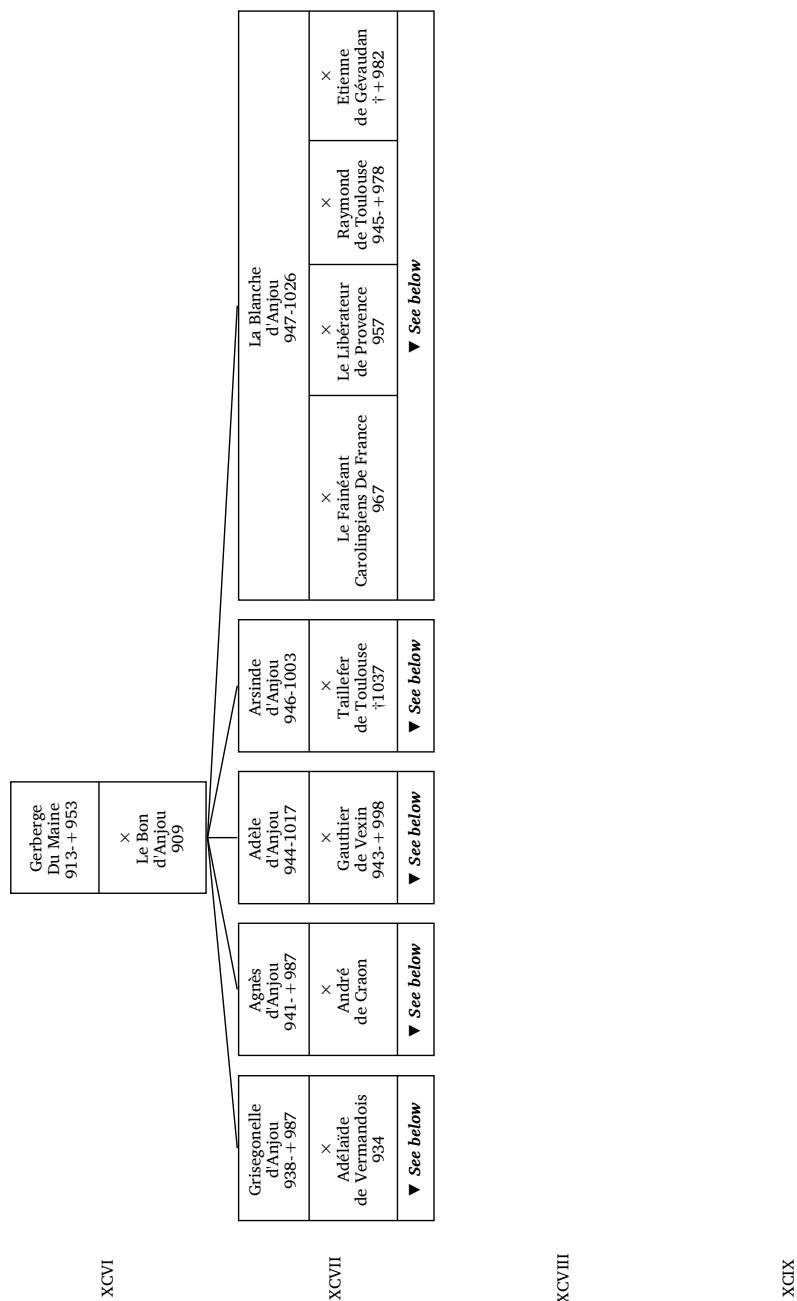 XCVI
Gerberge
Du Maine
913-+953
×
Le Bon
d'Anjou
909
XCVII
Grisegonelle
d'Anjou
938-+987
×
Adélaïde
de Vermandois
934
▼ See below
Agnès
d'Anjou
941-+987
×
André
de Craon
▼ See below
Adèle
d'Anjou
944-1017
×
Gauthier
de Vexin
943-+998
▼ See below
Arsinde
d'Anjou
946-1003
×
Taillefer
de Toulouse
†1037
▼ See below
La Blanche
d'Anjou
947-1026
×
Le Fainéant
Carolingiens De France
967
×
Le Libérateur
de Provence
957
×
Raymond
de Toulouse
945-+978
×
Etienne
de Gévaudan
†+982
▼ See below
XCVIII
XCIX